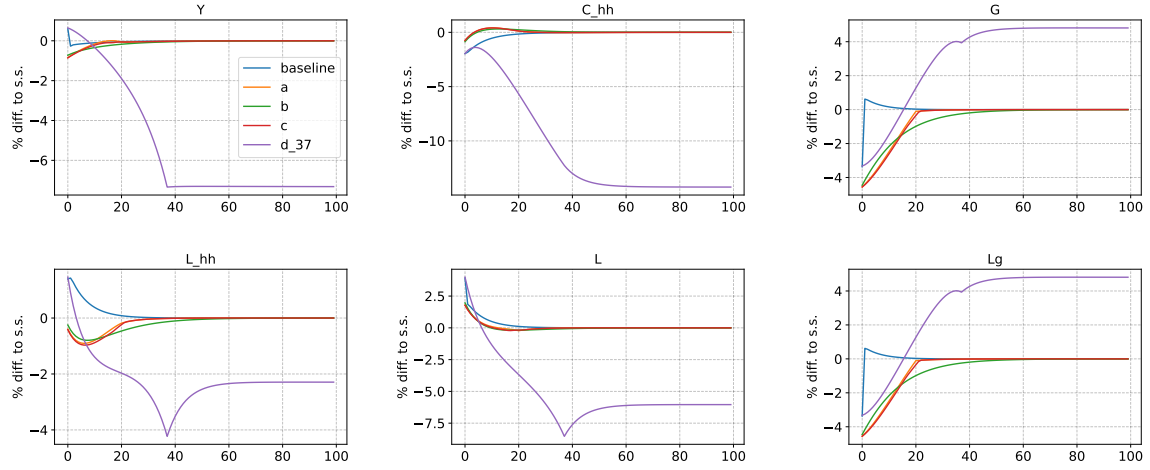 Y
C_hh
G
% diff. to s.s.
0
−2
−4
−6
0 20 40 60 80 100
baseline
a
b
c
d_37
% diff. to s.s.
0
−5
−10
0 20 40 60 80 100
% diff. to s.s.
4
2
0
−2
−4
0 20 40 60 80 100
L_hh
L
Lg
% diff. to s.s.
0
−2
−4
0 20 40 60 80 100
% diff. to s.s.
2.5
0.0
−2.5
−5.0
−7.5
0 20 40 60 80 100
% diff. to s.s.
4
2
0
−2
−4
0 20 40 60 80 100